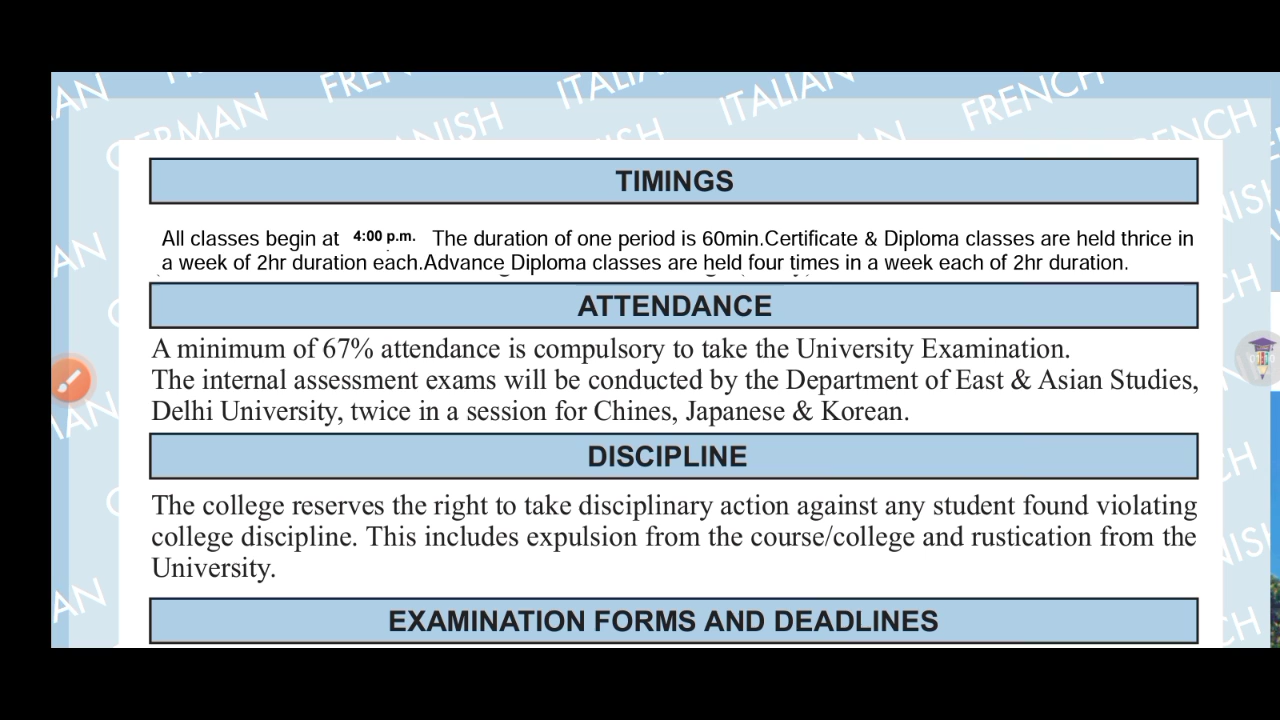 FRENCH
ITALIAN
ITALIAN
FRENCH
GERMAN
TIMINGS
All classes begin at 4:00 p.m. The duration of one period is 60min.Certificate & Diploma classes are held thrice in
a week of 2hr duration each.Advance Diploma classes are held four times in a week each of 2hr duration.
ATTENDANCE
A minimum of 67% attendance is compulsory to take the University Examination.
The internal assessment exams will be conducted by the Department of East & Asian Studies,
Delhi University, twice in a session for Chines, Japanese & Korean.
DISCIPLINE
The college reserves the right to take disciplinary action against any student found violating
college discipline. This includes expulsion from the course/college and rustication from the
University.
EXAMINATION FORMS AND DEADLINES